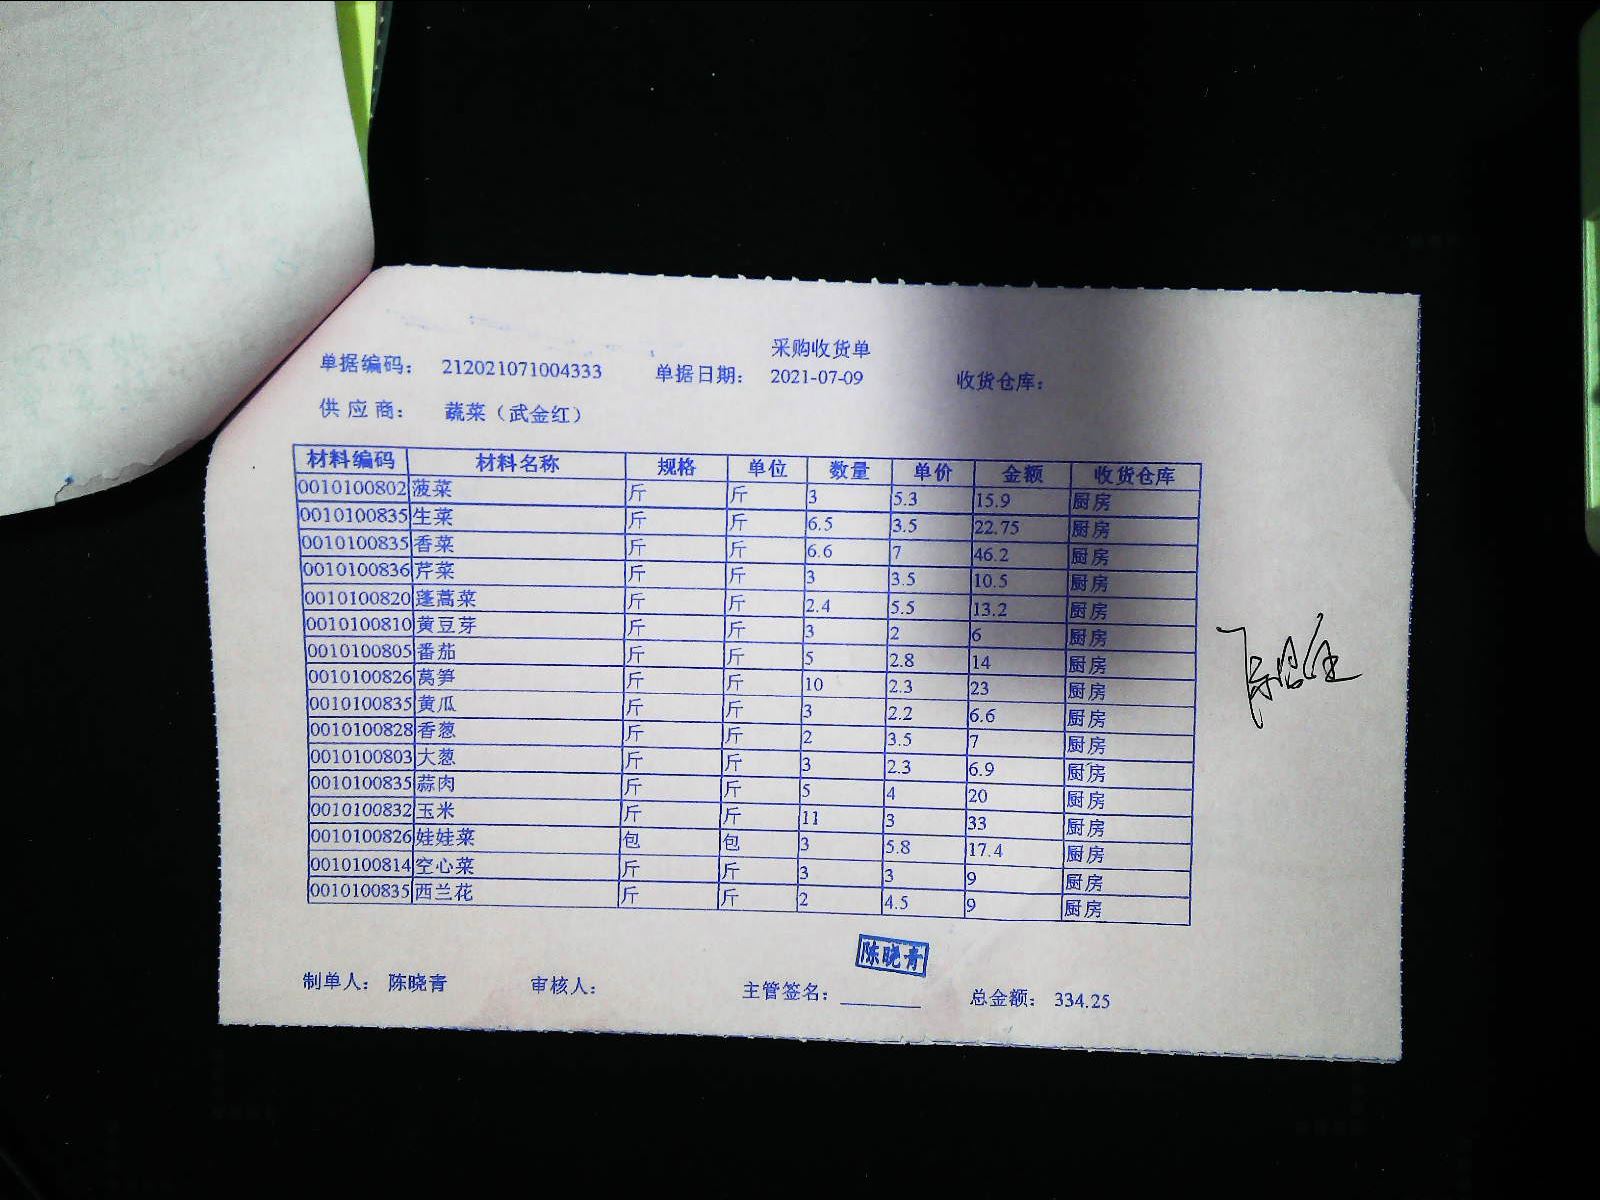 采购收货单
单据编码： 212021071004333 单据日期： 2021-07-09 收货仓库：
供 应 商： 蔬菜（武金红）
材料编码 材料名称 规格 单位 数量 单价 金额 收货仓库
0010100802 菠菜 斤 斤 3 5.3 15.9 厨房
0010100835 生菜 斤 斤 6.5 3.5 22.75 厨房
0010100835 香菜 斤 斤 6.6 7 46.2 厨房
0010100836 芹菜 斤 斤 3 3.5 10.5 厨房
0010100820 蓬蒿菜 斤 斤 2.4 5.5 13.2 厨房
0010100810 黄豆芽 斤 斤 3 2 6 厨房
0010100805 番茄 斤 斤 5 2.8 14 厨房
0010100826 莴笋 斤 斤 10 2.3 23 厨房
0010100835 黄瓜 斤 斤 3 2.2 6.6 厨房
0010100828 香葱 斤 斤 2 3.5 7 厨房
0010100803 大葱 斤 斤 3 2.3 6.9 厨房
0010100835 蒜肉 斤 斤 5 4 20 厨房
0010100832 玉米 斤 斤 11 3 33 厨房
0010100826 娃娃菜 包 包 3 5.8 17.4 厨房
0010100814 空心菜 斤 斤 3 3 9 厨房
0010100835 西兰花 斤 斤 2 4.5 9 厨房
陈晓青
制单人： 陈晓青 审核人： 主管签名： 总金额： 334.25